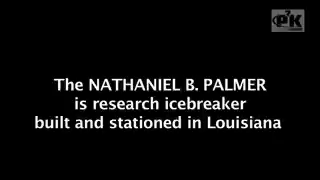 The NATHANIEL B. PALMER
is research icebreaker
built and stationed in Louisiana